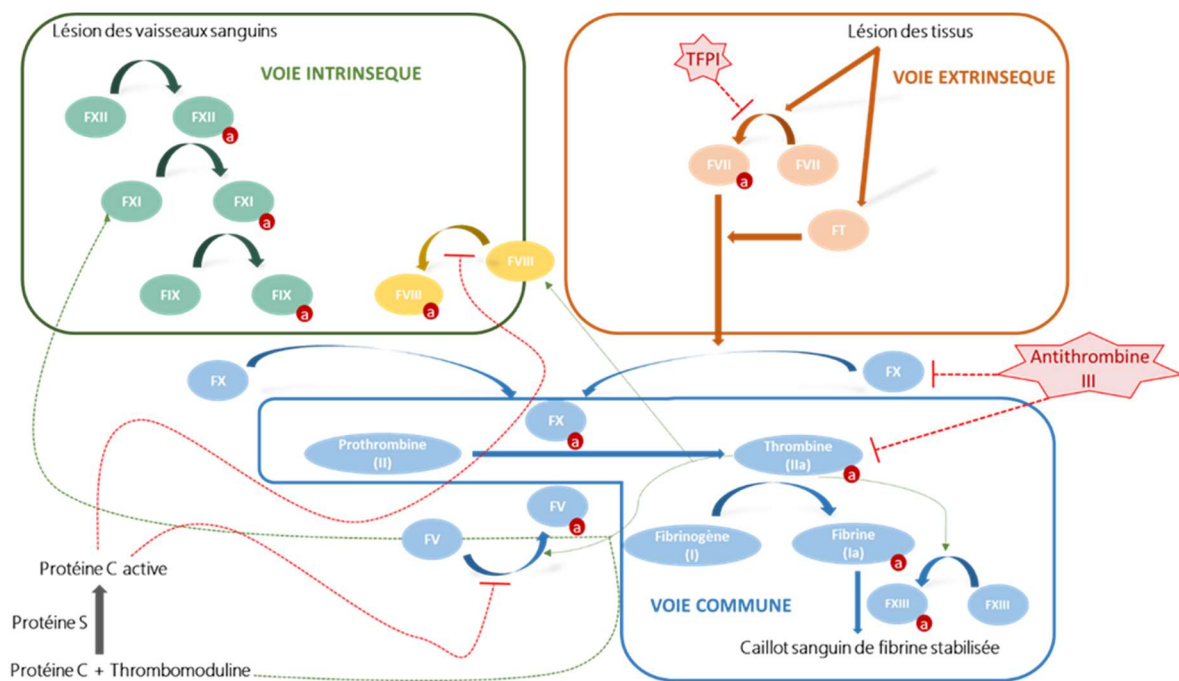 Lésion des vaisseaux sanguins
VOIE INTRINSEQUE
FXII
FXII
a
FXI
FXI
a
FIX
FIX
a
FVIII
FVIII
a
Lésion des tissus
TFPI
VOIE EXTRINSEQUE
FVII
a
FVII
FT
FX
FX
Antithrombine
III
FX
a
Prothrombine
(II)
Thrombine
(IIa)
a
FV
FV
a
Fibrinogène
(I)
Fibrine
(Ia)
a
FXIII
a
FXIII
VOIE COMMUNE
Caillot sanguin de fibrine stabilisée
Protéine C active
Protéine S
Protéine C + Thrombomoduline